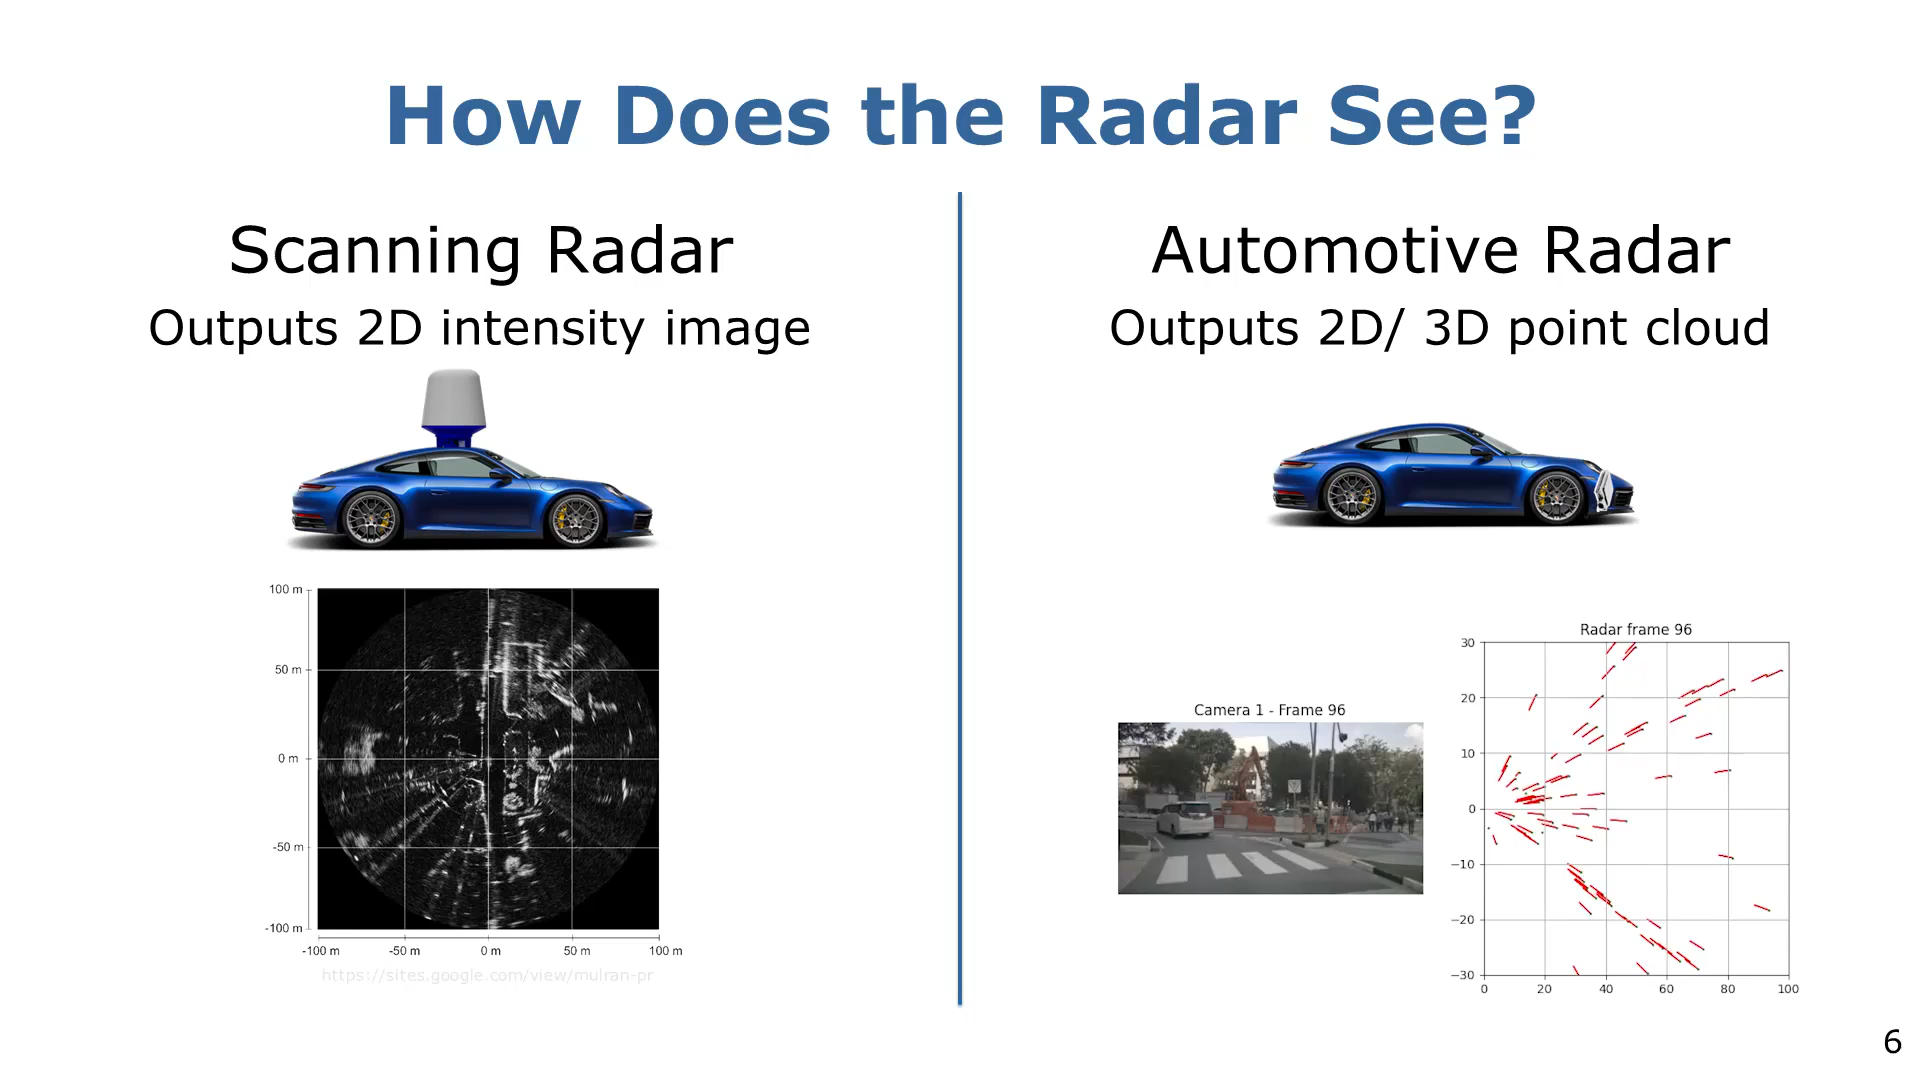 How Does the Radar See?
Scanning Radar
Outputs 2D intensity image
100 m
50 m
0 m
-50 m
-100 m
-100 m
-50 m
0 m
50 m
100 m
https://sites.google.com/view/mulran-pr
Automotive Radar
Outputs 2D/ 3D point cloud
Camera 1 - Frame 96
Radar frame 96
30
20
10
0
−10
−20
−30
0
20
40
60
80
100
6